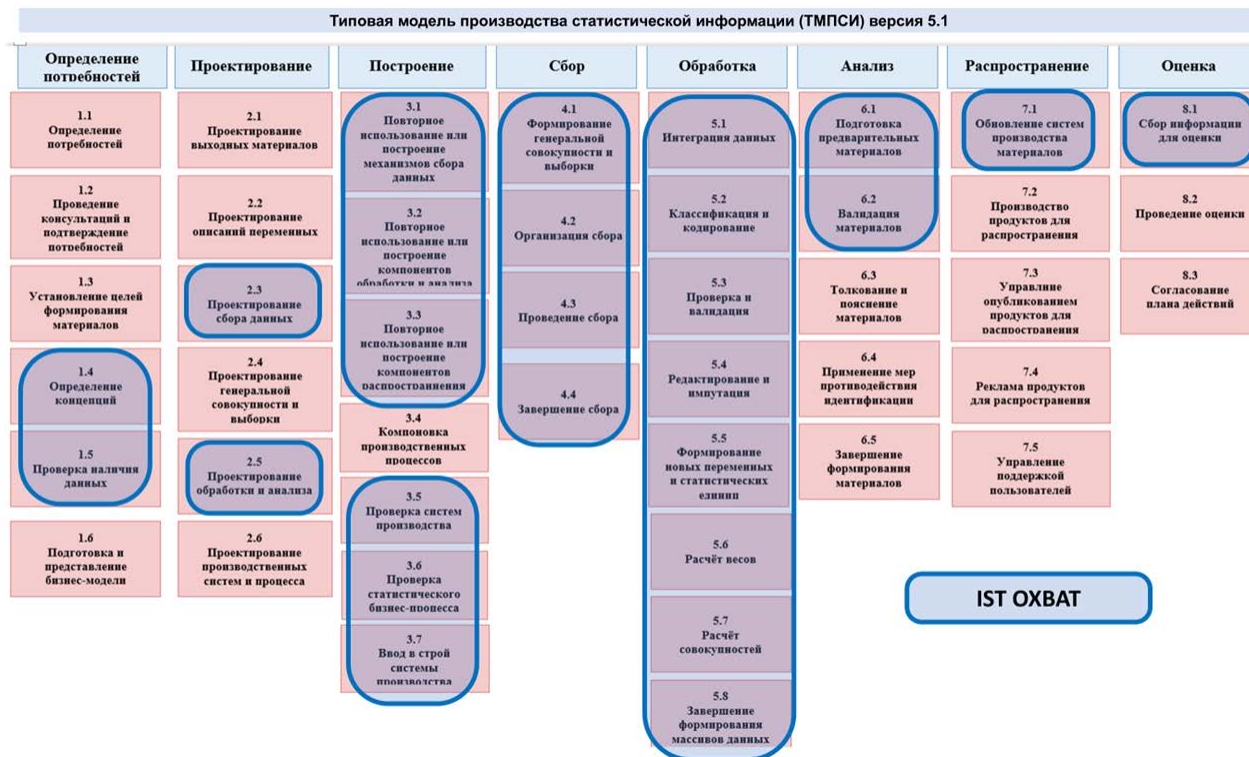 Типовая модель производства статистической информации (ТМПСИ) версия 5.1
Определение
потребностей
Проектирование
Построение
Сбор
Обработка
Анализ
Распространение
Оценка
1.1
Определение
потребностей
1.2
Проведение
консультаций и
подтверждение
потребностей
1.3
Установление целей
формирования
материалов
1.4
Определение
концепций
1.5
Проверка наличия
данных
1.6
Подготовка и
представление
бизнес-модели
2.1
Проектирование
выходных материалов
2.2
Проектирование
описаний переменных
2.3
Проектирование
сбора данных
2.4
Проектирование
генеральной
совокупности и
выборки
2.5
Проектирование
обработки и анализа
2.6
Проектирование
производственных
систем и процесса
3.1
Повторное
использование или
построение
механизмов сбора
данных
3.2
Повторное
использование или
построение
компонентов
обработки и анализа
3.3
Повторное
использование или
построение
компонентов
распространения
3.4
Компоновка
производственных
процессов
3.5
Проверка систем
производства
3.6
Проверка
статистического
бизнес-процесса
3.7
Ввод в строй
системы
производства
4.1
Формирование
генеральной
совокупности и
выборки
4.2
Организация сбора
4.3
Проведение сбора
4.4
Завершение сбора
5.1
Интеграция данных
5.2
Классификация и
кодирование
5.3
Проверка и
валидация
5.4
Редактирование и
импутация
5.5
Формирование
новых переменных
и статистических
единиц
5.6
Расчёт весов
5.7
Расчёт
совокупностей
5.8
Завершение
формирования
массивов данных
6.1
Подготовка
предварительных
материалов
6.2
Валидация
материалов
6.3
Толкование и
пояснение
материалов
6.4
Применение мер
противодействия
идентификации
6.5
Завершение
формирования
материалов
7.1
Обновление систем
производства
материалов
7.2
Производство
продуктов для
распространения
7.3
Управлние
опубликованием
продуктов для
распространения
7.4
Реклама продуктов
для распространения
7.5
Управление
поддержкой
пользователей
8.1
Сбор информации
для оценки
8.2
Проведение оценки
8.3
Согласование
плана действий
IST ОХВАТ